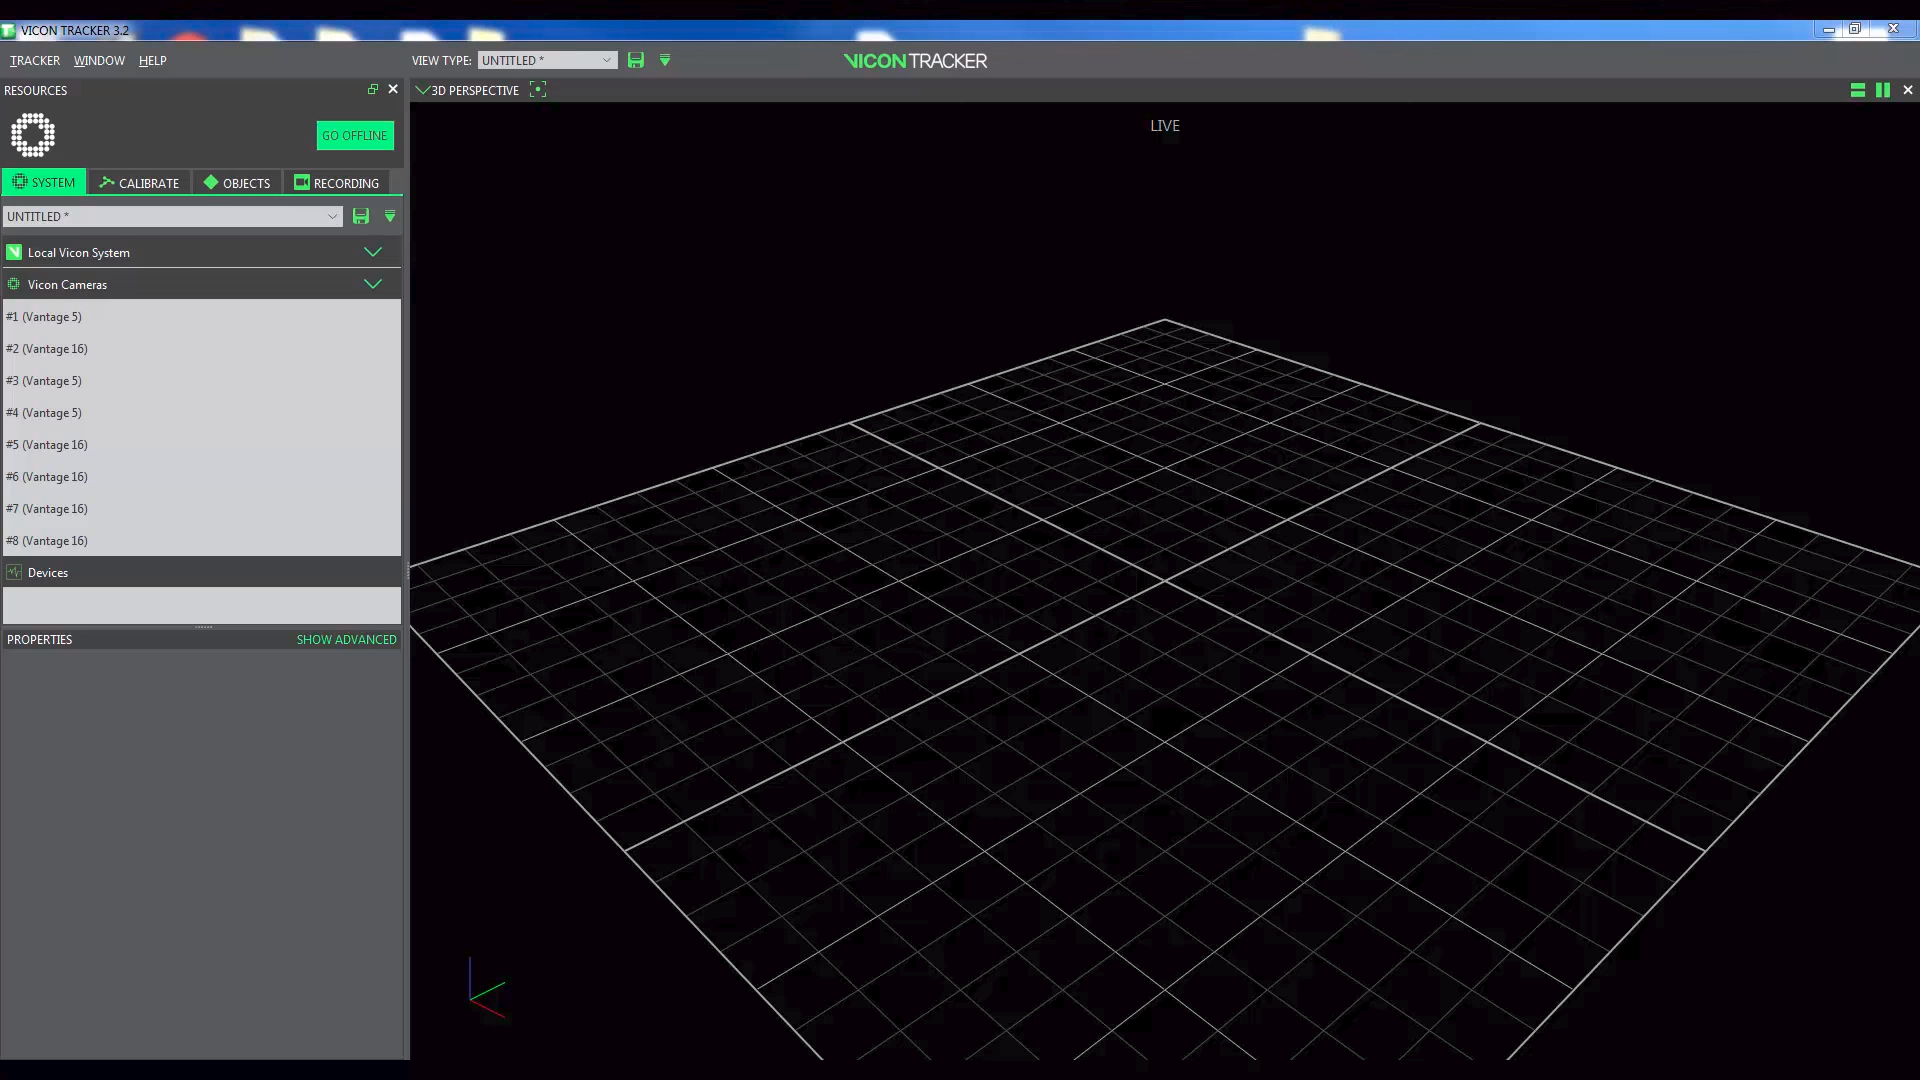 VICON TRACKER 3.2
TRACKER WINDOW HELP
VIEW TYPE: UNTITLED *
VICON TRACKER
RESOURCES
3D PERSPECTIVE
LIVE
GO OFFLINE
SYSTEM CALIBRATE OBJECTS RECORDING
UNTITLED *
Local Vicon System
Vicon Cameras
#1 (Vantage 5)
#2 (Vantage 16)
#3 (Vantage 5)
#4 (Vantage 5)
#5 (Vantage 16)
#6 (Vantage 16)
#7 (Vantage 16)
#8 (Vantage 16)
Devices
PROPERTIES SHOW ADVANCED